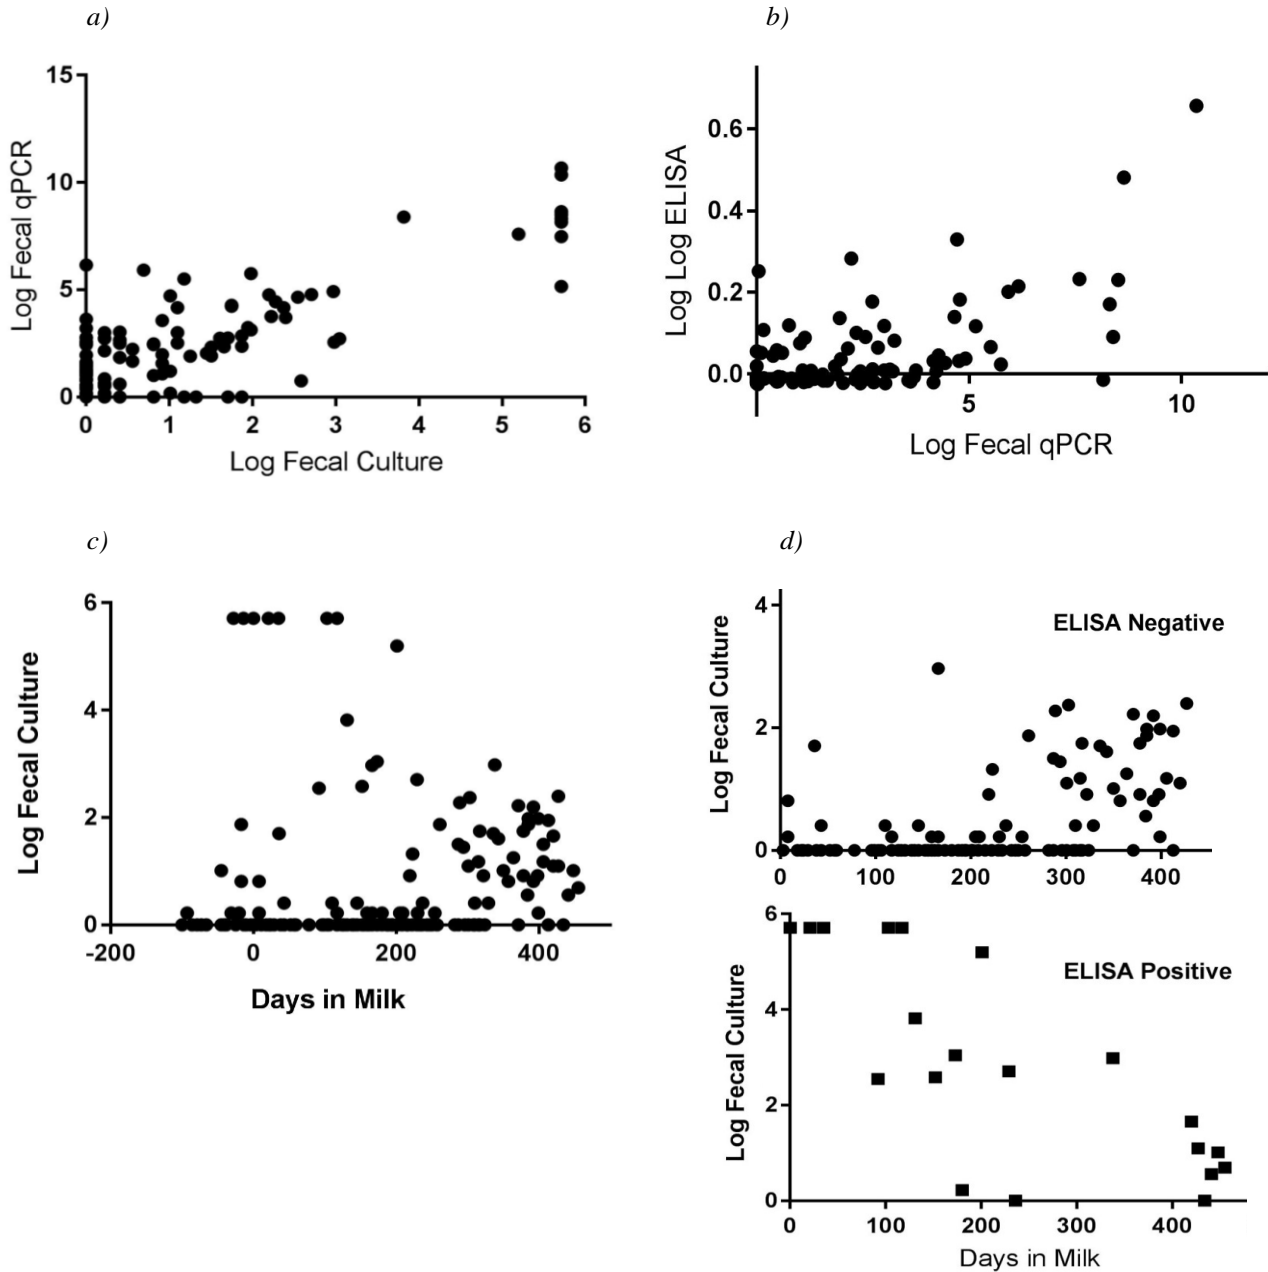 a)
15
10
5
0
0 1 2 3 4 5 6
Log Fecal qPCR
Log Fecal Culture
b)
0.6
0.4
0.2
0.0
5 10
Log Log ELISA
Log Fecal qPCR
c)
6
4
2
0
-200 0 200 400
Log Fecal Culture
Days in Milk
d)
4
2
0
0 100 200 300 400
Log Fecal Culture
ELISA Negative
6
4
2
0
0 100 200 300 400
Log Fecal Culture
ELISA Positive
Days in Milk